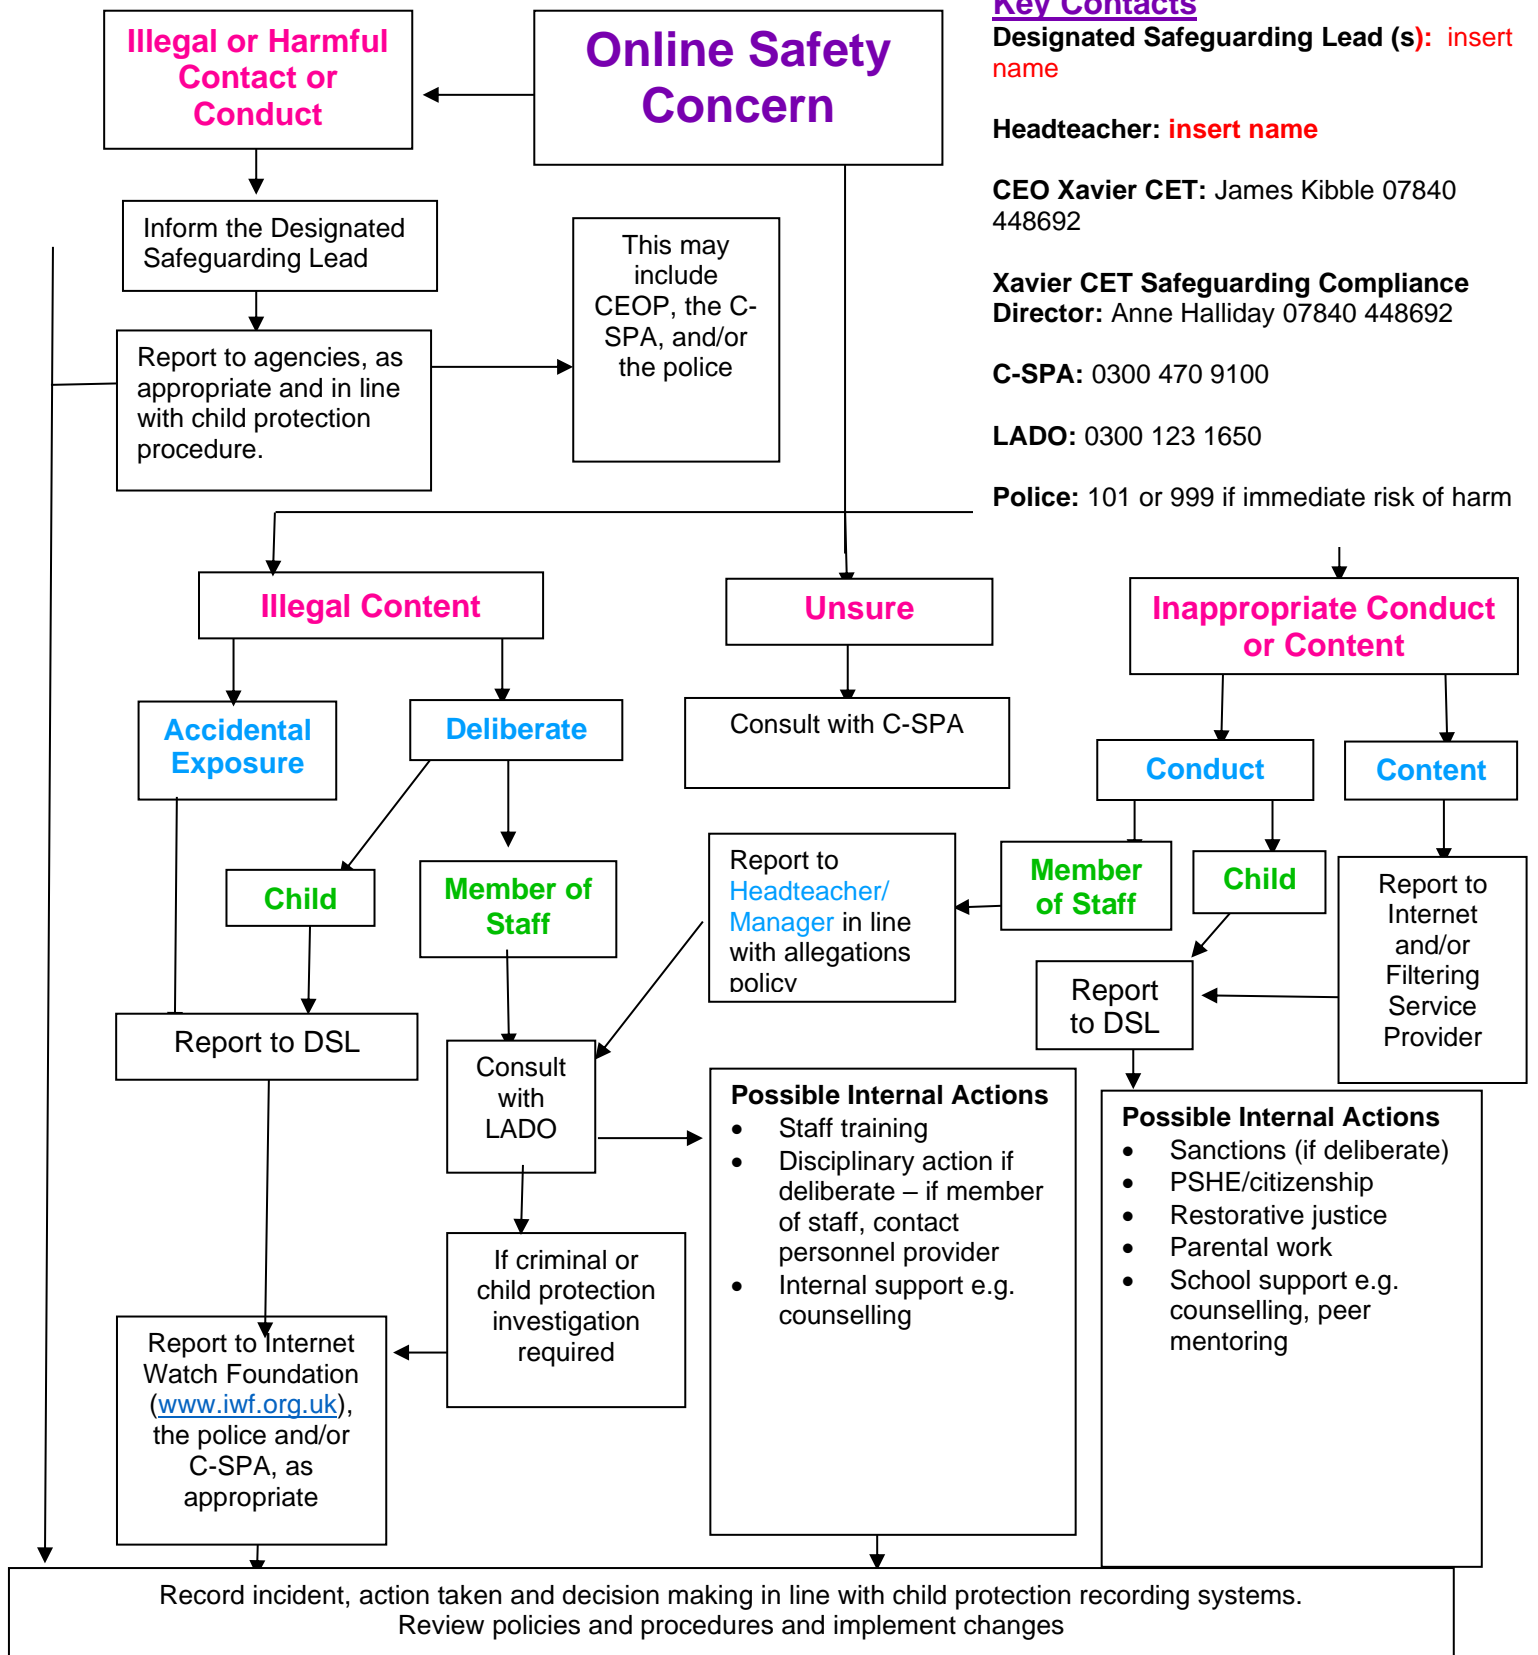 Key Contacts
Designated Safeguarding Lead (s): insert
name
Headteacher: insert name
CEO Xavier CET: James Kibble 07840
448692
Xavier CET Safeguarding Compliance
Director: Anne Halliday 07840 448692
C-SPA: 0300 470 9100
LADO: 0300 123 1650
Police: 101 or 999 if immediate risk of harm
Online Safety
Concern
Illegal or Harmful
Contact or
Conduct
Inform the Designated
Safeguarding Lead
Report to agencies, as
appropriate and in line
with child protection
procedure.
This may
include
CEOP, the C-
SPA, and/or
the police
Illegal Content
Unsure
Inappropriate Conduct
or Content
Accidental
Exposure
Deliberate
Consult with C-SPA
Conduct
Content
Child
Member of
Staff
Report to
Headteacher/
Manager in line
with allegations
policy
Member
of Staff
Child
Report to
Internet
and/or
Filtering
Service
Provider
Report to DSL
Consult
with
LADO
Report
to DSL
If criminal or
child protection
investigation
required
Possible Internal Actions
• Staff training
• Disciplinary action if
deliberate – if member
of staff, contact
personnel provider
• Internal support e.g.
counselling
Possible Internal Actions
• Sanctions (if deliberate)
• PSHE/citizenship
• Restorative justice
• Parental work
• School support e.g.
counselling, peer
mentoring
Report to Internet
Watch Foundation
(www.iwf.org.uk),
the police and/or
C-SPA, as
appropriate
Record incident, action taken and decision making in line with child protection recording systems.
Review policies and procedures and implement changes